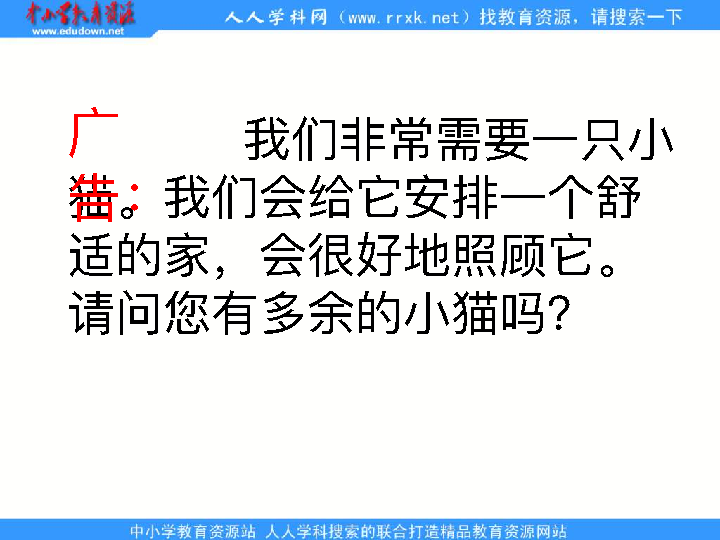 中小学教育资源
www.edudown.net
人人学科网（www.rrxk.net）找教育资源，请搜索一下
广告：
我们非常需要一只小
猫。我们会给它安排一个舒
适的家，会很好地照顾它。
请问您有多余的小猫吗？
中小学教育资源站 人人学科搜索的联合打造精品教育资源网站